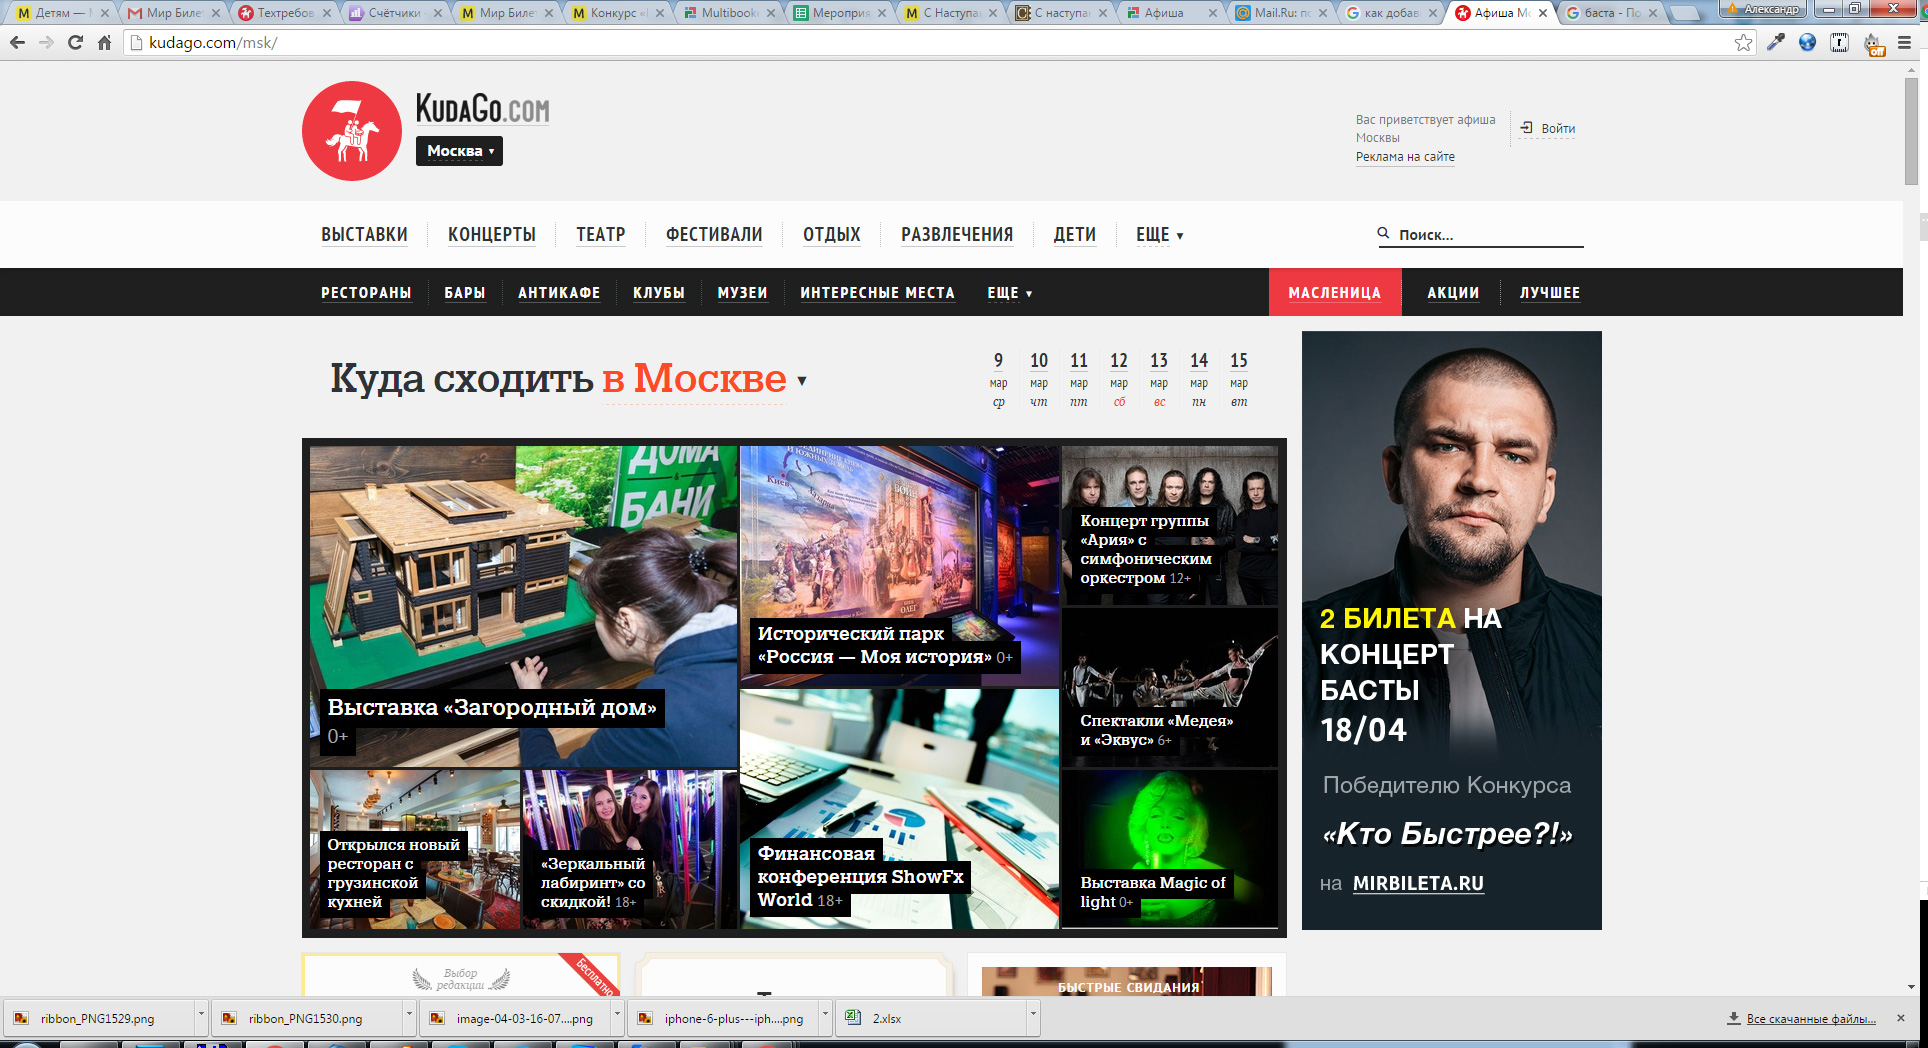 Детям —
Мир Биле
Техтребов
Счётчики
Мир Биле
Конкурс «
Multibook
Мероприя
С Наступа
С наступа
Афиша
Mail.Ru: п
как добав
Афиша Мо
баста - По
Александр
kudago.com/msk/
off
KudaGo.com
Москва ▾
Вас приветствует афиша
Москвы
Реклама на сайте
Войти
ВЫСТАВКИ
КОНЦЕРТЫ
ТЕАТР
ФЕСТИВАЛИ
ОТДЫХ
РАЗВЛЕЧЕНИЯ
ДЕТИ
ЕЩЕ ▾
Поиск...
РЕСТОРАНЫ
БАРЫ
АНТИКАФЕ
КЛУБЫ
МУЗЕИ
ИНТЕРЕСНЫЕ МЕСТА
ЕЩЕ ▾
МАСЛЕНИЦА
АКЦИИ
ЛУЧШЕЕ
Куда сходить в Москве ▾
9 10 11 12 13 14 15
мар мар мар мар мар мар мар
ср чт пт сб вс пн вт
ДОМА
БАНИ
Выставка «Загородный дом»
0+
Киев
ОЛЕГ
Исторический парк
«Россия — Моя история» 0+
Концерт группы
«Ария» с
симфоническим
оркестром 12+
Спектакли «Медея»
и «Эквус» 6+
Открылся новый
ресторан с
грузинской
кухней
«Зеркальный
лабиринт» со
скидкой! 18+
Финансовая
конференция ShowFx
World 18+
Выставка Magic of
light 0+
2 БИЛЕТА НА
КОНЦЕРТ
БАСТЫ
18/04
Победителю Конкурса
«Кто Быстрее?!»
на MIRBILETA.RU
Выбор
редакции
Бесплатно
БЫСТРЫЕ СВИДАНИЯ
ribbon_PNG1529.png
ribbon_PNG1530.png
image-04-03-16-07....png
iphone-6-plus---iph....png
2.xlsx
Все скачанные файлы...